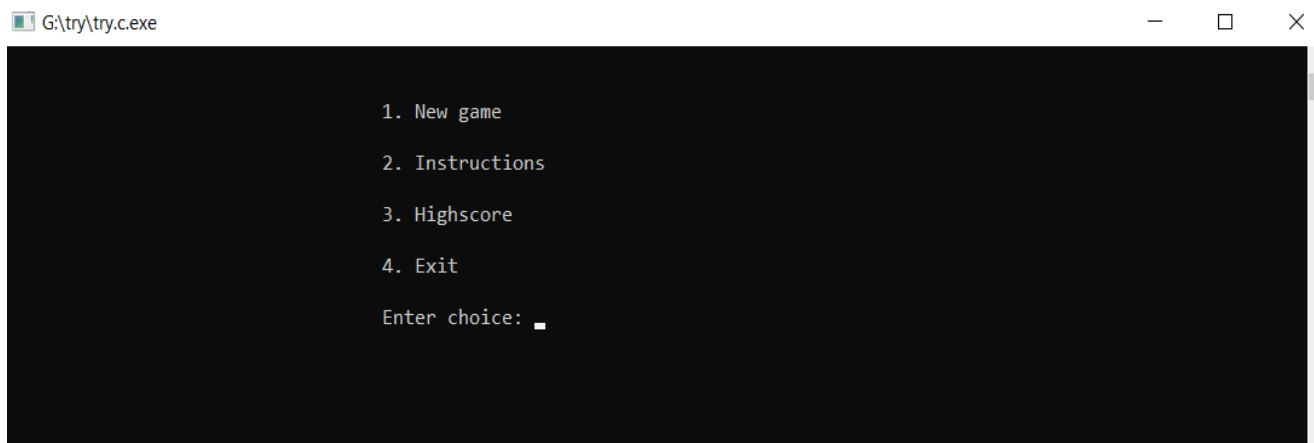 G:\try\try.c.exe
1. New game
2. Instructions
3. Highscore
4. Exit
Enter choice: